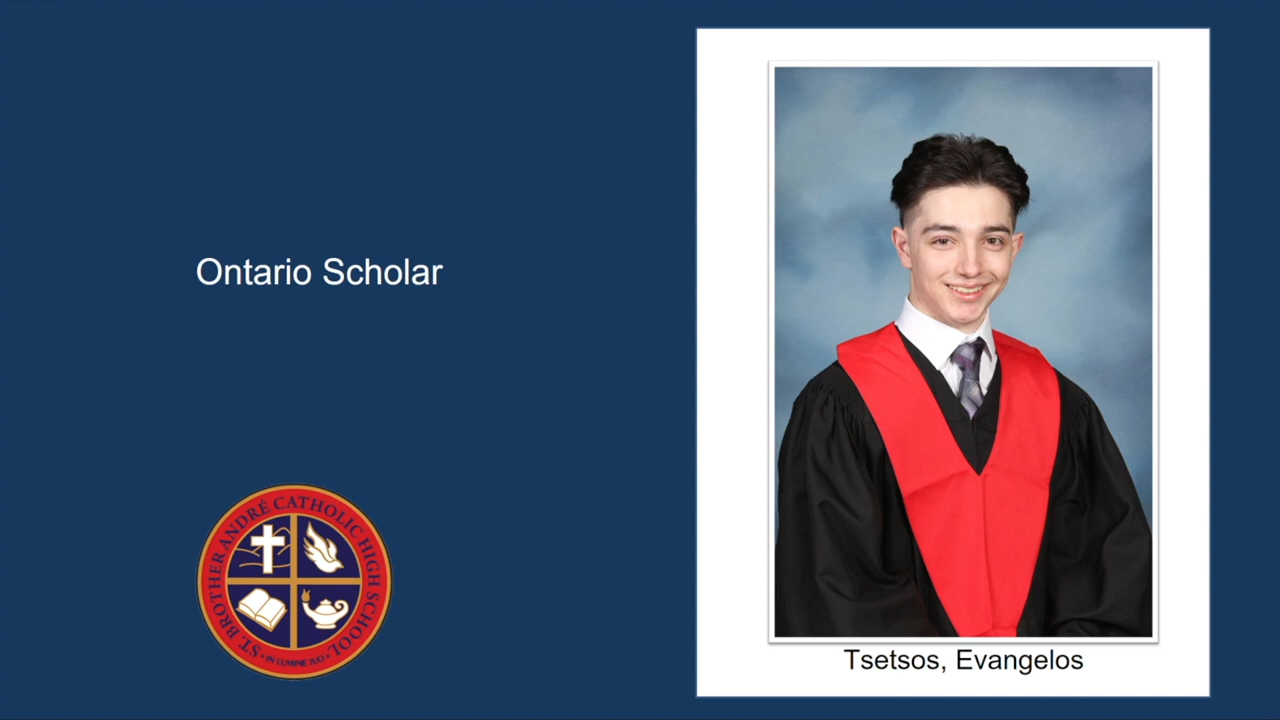 Ontario Scholar
ST. BROTHER ANDRÉ CATHOLIC HIGH SCHOOL
IN LUMINE TUO
Tsetsos, Evangelos